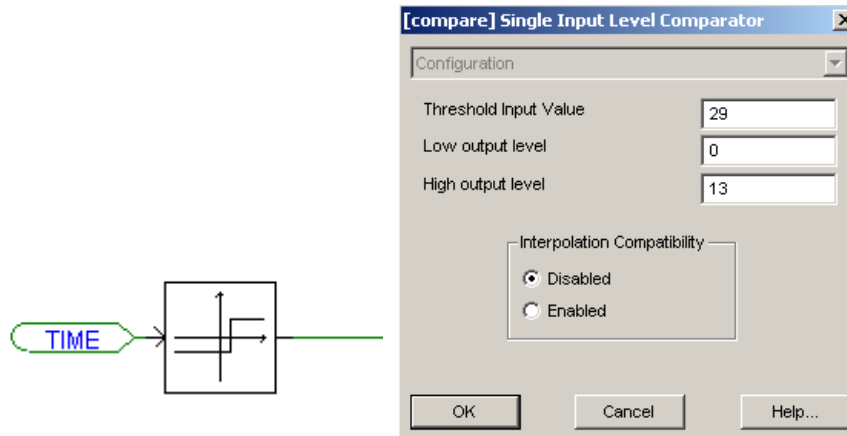 [compare] Single Input Level Comparator
Configuration
Threshold Input Value
29
Low output level
0
High output level
13
Interpolation Compatibility
Disabled
Enabled
TIME
OK
Cancel
Help...